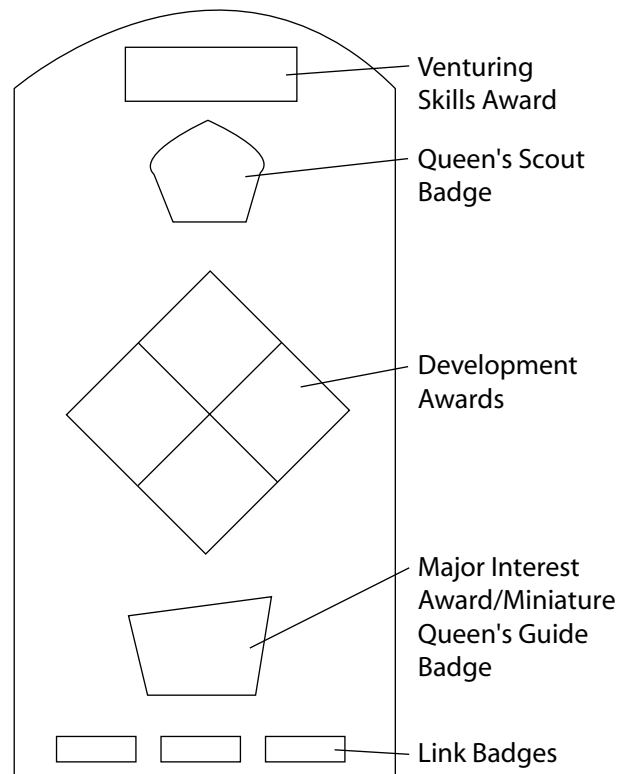 Venturing
Skills Award
Queen's Scout
Badge
Development
Awards
Major Interest
Award/Miniature
Queen's Guide
Badge
Link Badges